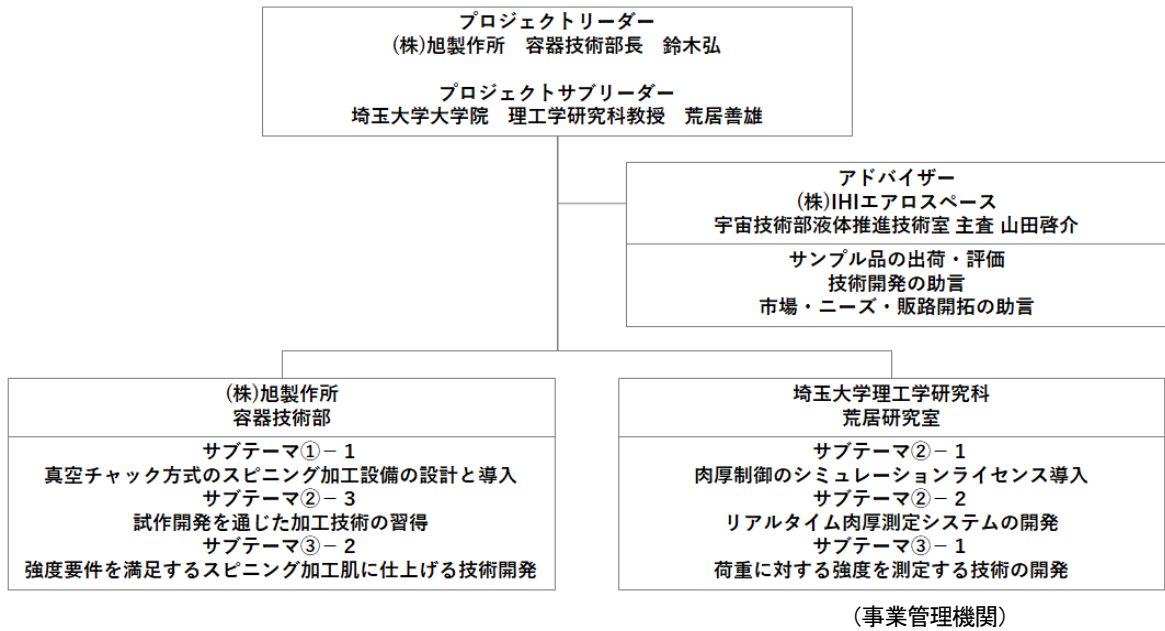 プロジェクトリーダー
(株)旭製作所　容器技術部長　鈴木弘
プロジェクトサブリーダー
埼玉大学大学院　理工学研究科教授　荒居善雄
アドバイザー
(株)IHIエアロスペース
宇宙技術部液体推進技術室 主査 山田啓介
サンプル品の出荷・評価
技術開発の助言
市場・ニーズ・販路開拓の助言
(株)旭製作所
容器技術部
サブテーマ①－1
真空チャック方式のスピニング加工設備の設計と導入
サブテーマ②－3
試作開発を通じた加工技術の習得
サブテーマ③－2
強度要件を満足するスピニング加工肌に仕上げる技術開発
埼玉大学理工学研究科
荒居研究室
サブテーマ②－1
肉厚制御のシミュレーションライセンス導入
サブテーマ②－2
リアルタイム肉厚測定システムの開発
サブテーマ③－1
荷重に対する強度を測定する技術の開発
（事業管理機関）